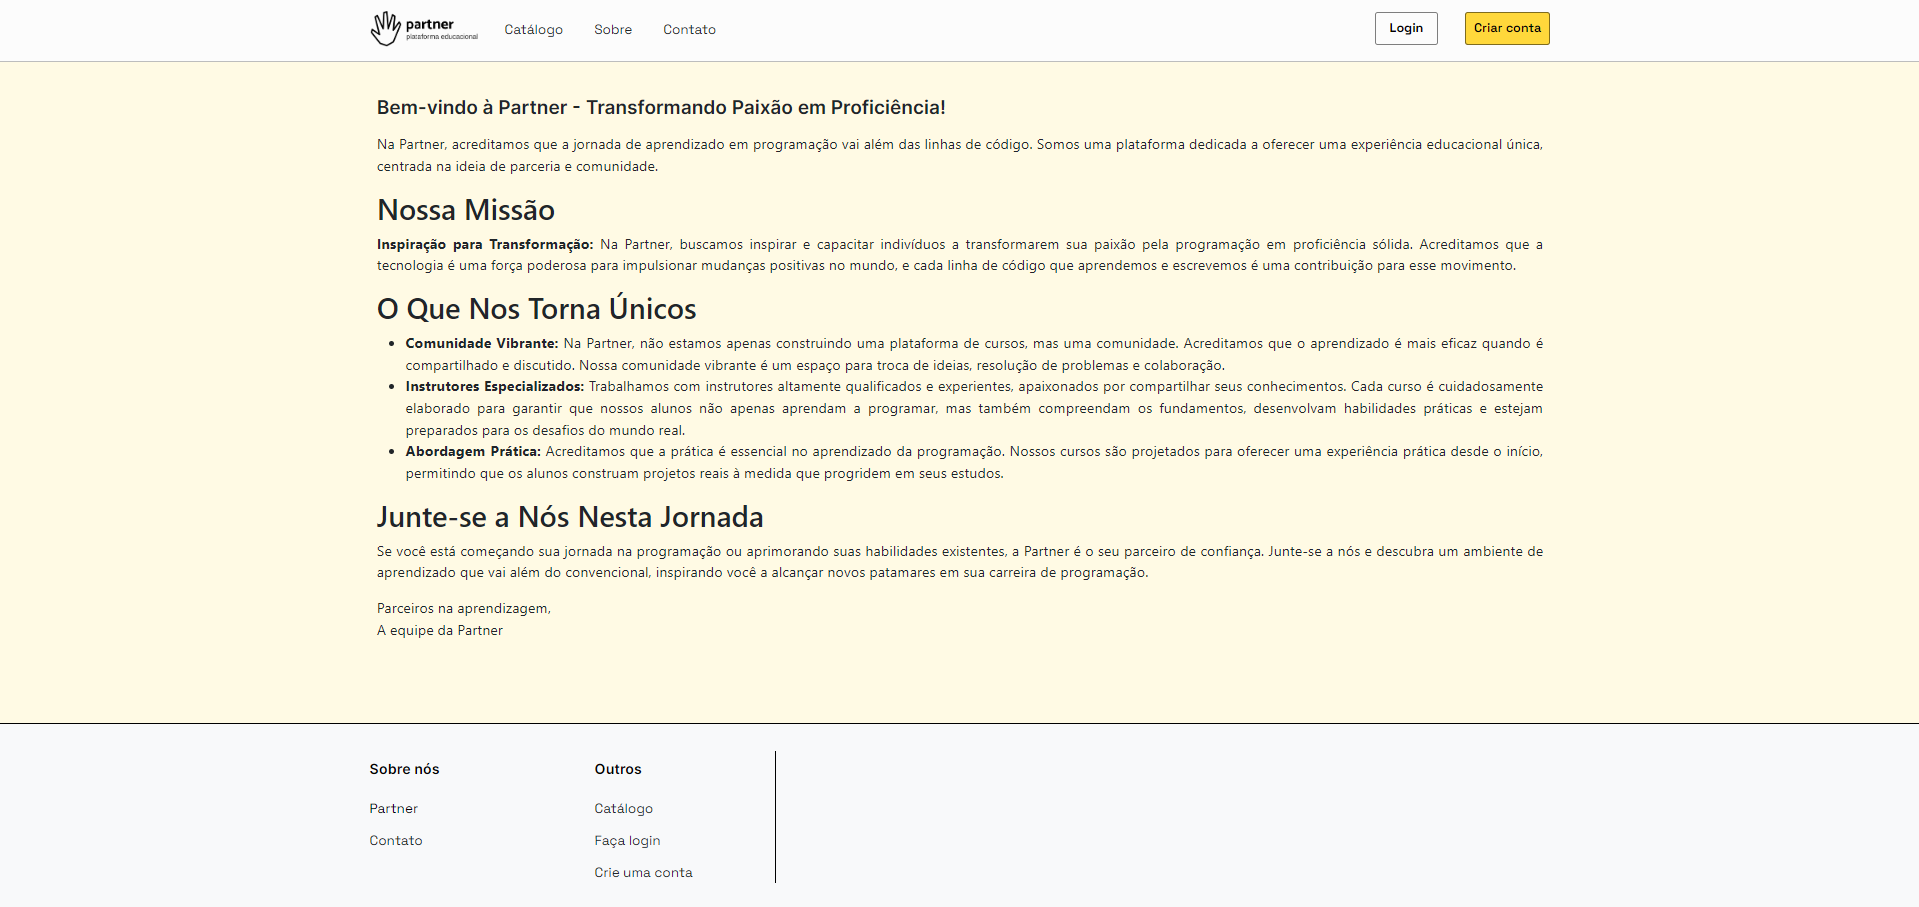 partner
plataforma educacional
Catálogo
Sobre
Contato
Login
Criar conta
Bem-vindo à Partner - Transformando Paixão em Proficiência!
Na Partner, acreditamos que a jornada de aprendizado em programação vai além das linhas de código. Somos uma plataforma dedicada a oferecer uma experiência educacional única,
centrada na ideia de parceria e comunidade.
Nossa Missão
Inspiração para Transformação: Na Partner, buscamos inspirar e capacitar indivíduos a transformarem sua paixão pela programação em proficiência sólida. Acreditamos que a
tecnologia é uma força poderosa para impulsionar mudanças positivas no mundo, e cada linha de código que aprendemos e escrevemos é uma contribuição para esse movimento.
O Que Nos Torna Únicos
• Comunidade Vibrante: Na Partner, não estamos apenas construindo uma plataforma de cursos, mas uma comunidade. Acreditamos que o aprendizado é mais eficaz quando é
compartilhado e discutido. Nossa comunidade vibrante é um espaço para troca de ideias, resolução de problemas e colaboração.
• Instrutores Especializados: Trabalhamos com instrutores altamente qualificados e experientes, apaixonados por compartilhar seus conhecimentos. Cada curso é cuidadosamente
elaborado para garantir que nossos alunos não apenas aprendam a programar, mas também compreendam os fundamentos, desenvolvam habilidades práticas e estejam
preparados para os desafios do mundo real.
• Abordagem Prática: Acreditamos que a prática é essencial no aprendizado da programação. Nossos cursos são projetados para oferecer uma experiência prática desde o início,
permitindo que os alunos construam projetos reais à medida que progridem em seus estudos.
Junte-se a Nós Nesta Jornada
Se você está começando sua jornada na programação ou aprimorando suas habilidades existentes, a Partner é o seu parceiro de confiança. Junte-se a nós e descubra um ambiente de
aprendizado que vai além do convencional, inspirando você a alcançar novos patamares em sua carreira de programação.
Parceiros na aprendizagem,
A equipe da Partner
Sobre nós
Partner
Contato
Outros
Catálogo
Faça login
Crie uma conta